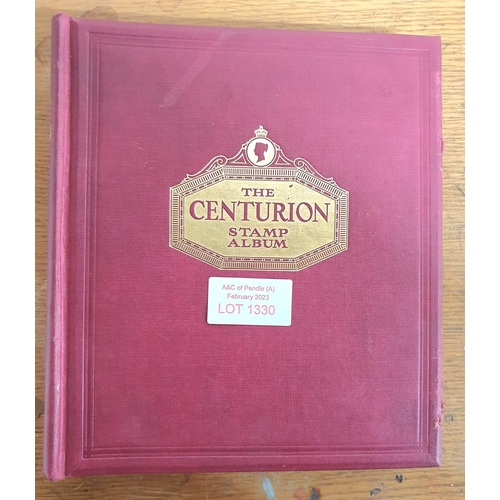 THE
CENTURION
STAMP
ALBUM
A&C of Pendle (A)
February 2023
LOT 1330